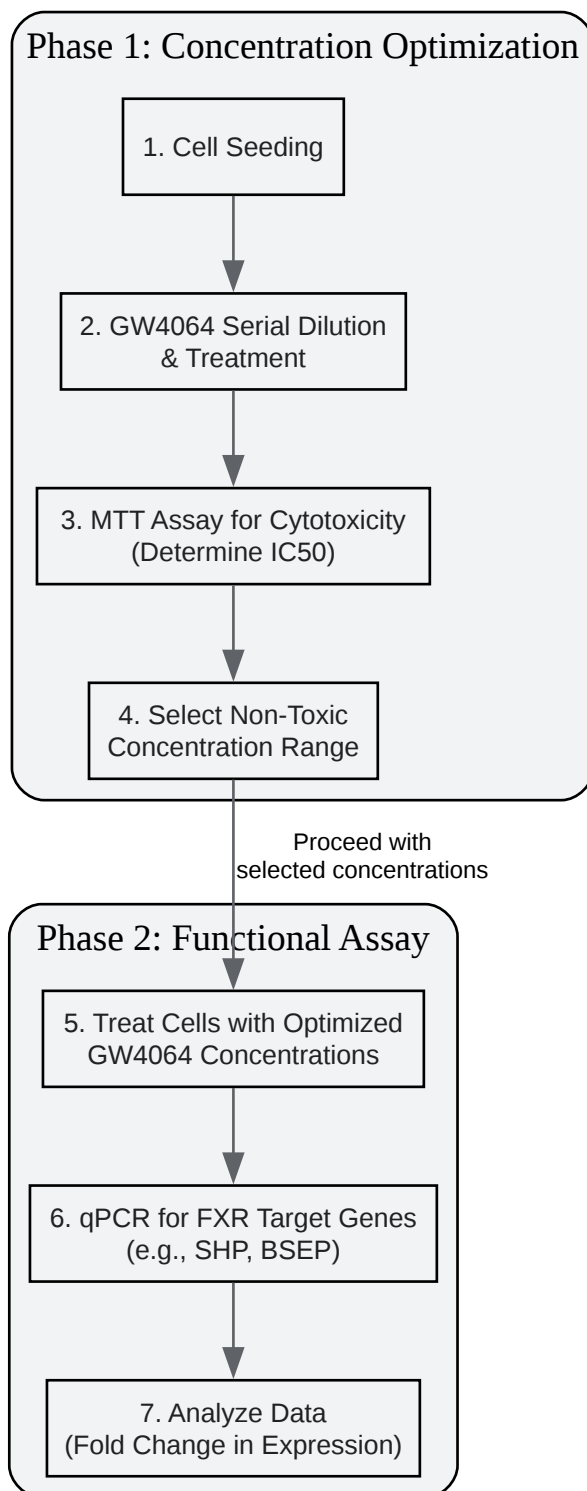 Phase 1: Concentration Optimization
1. Cell Seeding
2. GW4064 Serial Dilution
& Treatment
3. MTT Assay for Cytotoxicity
(Determine IC50)
4. Select Non-Toxic
Concentration Range
Proceed with
selected concentrations
Phase 2: Functional Assay
5. Treat Cells with Optimized
GW4064 Concentrations
6. qPCR for FXR Target Genes
(e.g., SHP, BSEP)
7. Analyze Data
(Fold Change in Expression)